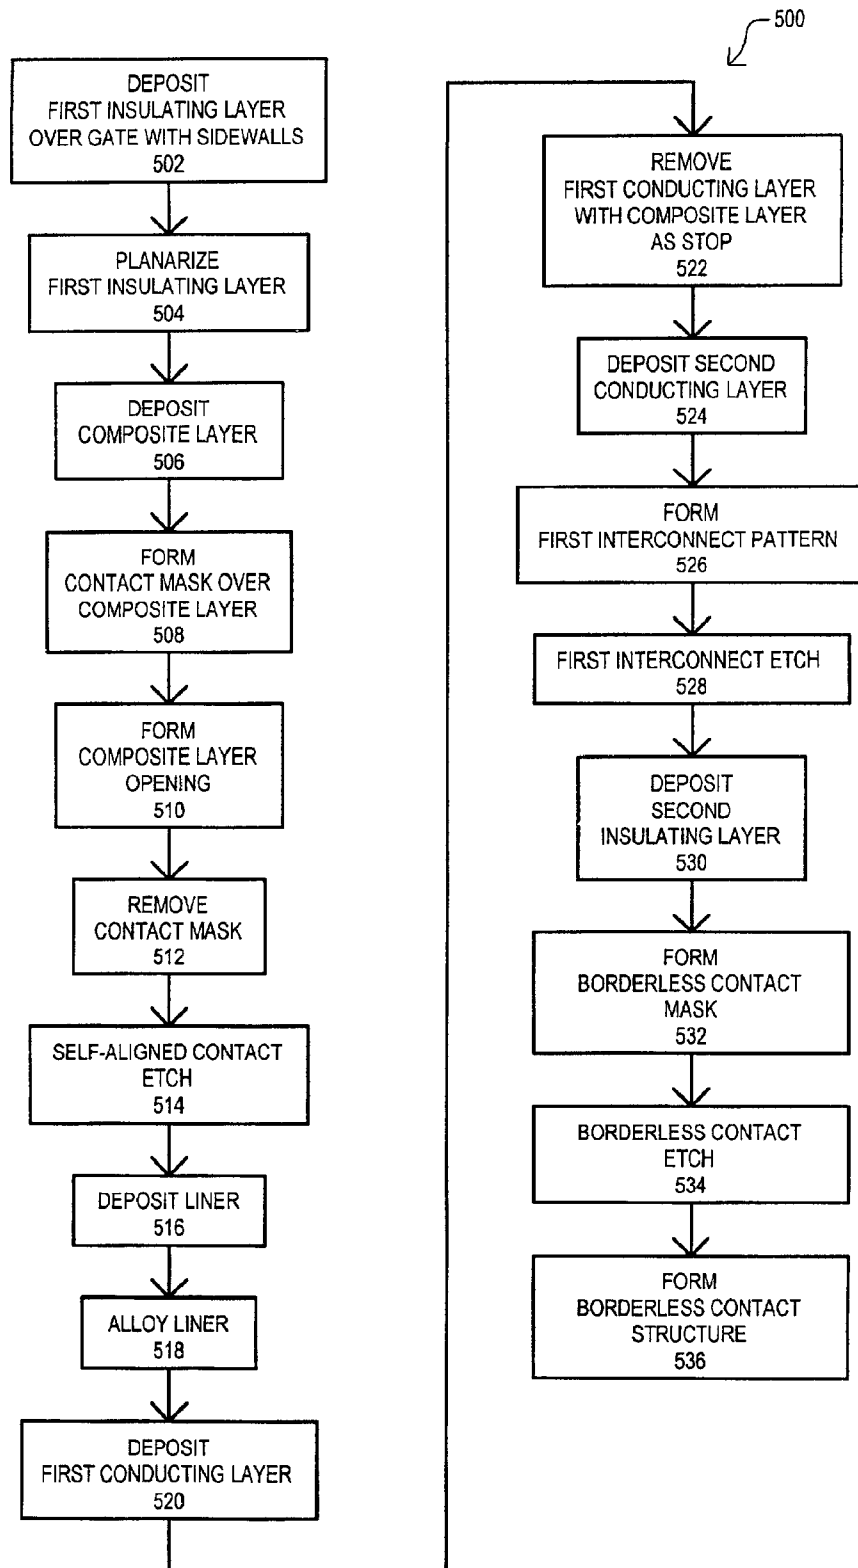 500
DEPOSIT
FIRST INSULATING LAYER
OVER GATE WITH SIDEWALLS
502
PLANARIZE
FIRST INSULATING LAYER
504
DEPOSIT
COMPOSITE LAYER
506
FORM
CONTACT MASK OVER
COMPOSITE LAYER
508
FORM
COMPOSITE LAYER
OPENING
510
REMOVE
CONTACT MASK
512
SELF-ALIGNED CONTACT
ETCH
514
DEPOSIT LINER
516
ALLOY LINER
518
DEPOSIT
FIRST CONDUCTING LAYER
520
REMOVE
FIRST CONDUCTING LAYER
WITH COMPOSITE LAYER
AS STOP
522
DEPOSIT SECOND
CONDUCTING LAYER
524
FORM
FIRST INTERCONNECT PATTERN
526
FIRST INTERCONNECT ETCH
528
DEPOSIT
SECOND
INSULATING LAYER
530
FORM
BORDERLESS CONTACT
MASK
532
BORDERLESS CONTACT
ETCH
534
FORM
BORDERLESS CONTACT
STRUCTURE
536